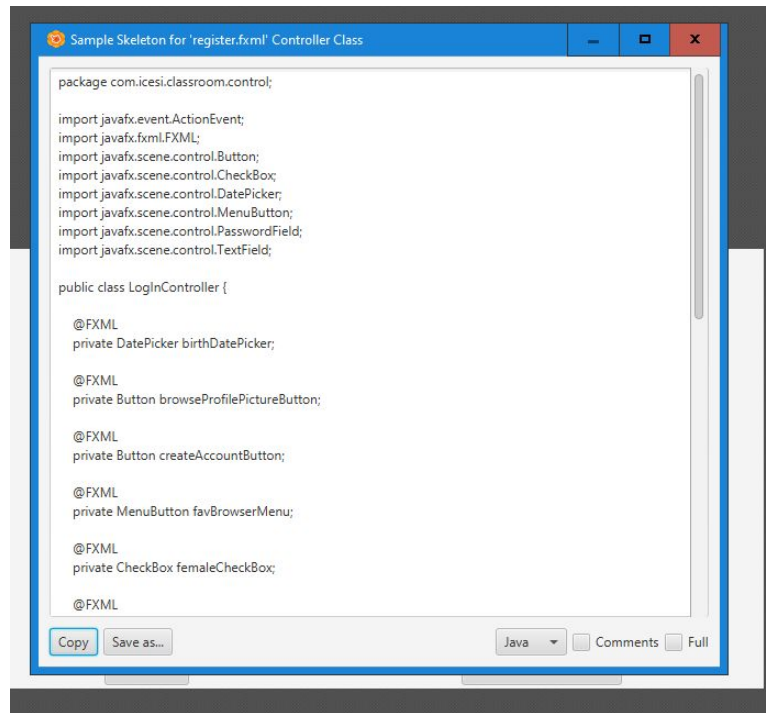 Sample Skeleton for 'register.fxml' Controller Class
package com.icesi.classroom.control;
import javafx.event.ActionEvent;
import javafx.fxml.FXML;
import javafx.scene.control.Button;
import javafx.scene.control.CheckBox;
import javafx.scene.control.DatePicker;
import javafx.scene.control.MenuButton;
import javafx.scene.control.PasswordField;
import javafx.scene.control.TextField;
public class LogInController {
@FXML
private DatePicker birthDatePicker;
@FXML
private Button browseProfilePictureButton;
@FXML
private Button createAccountButton;
@FXML
private MenuButton favBrowserMenu;
@FXML
private CheckBox femaleCheckBox;
@FXML
Copy Save as... Java Comments Full